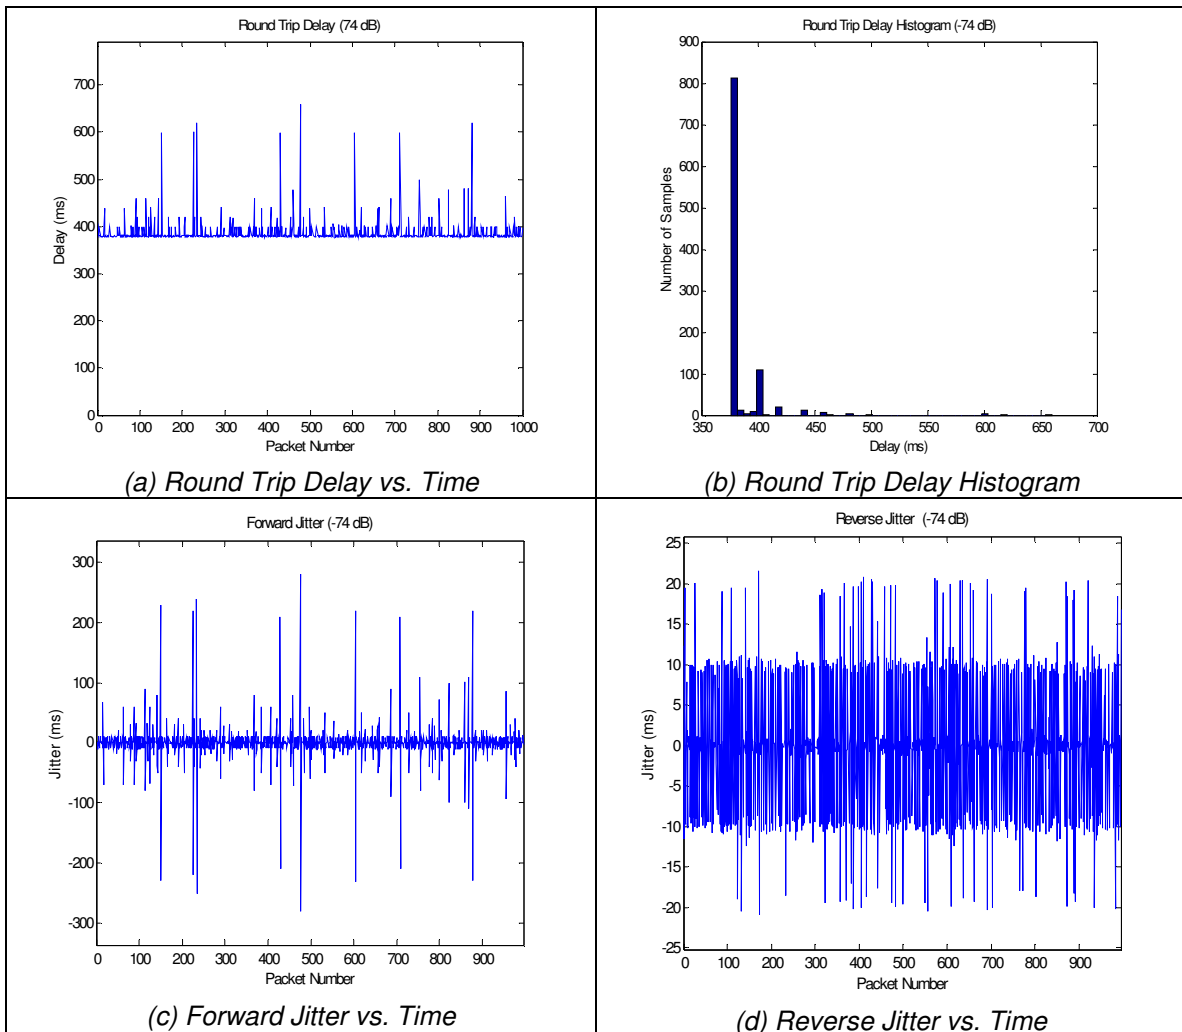 Round Trip Delay (74 dB)
700
600
500
400
300
200
100
0
Delay (ms)
0 100 200 300 400 500 600 700 800 900 1000
Packet Number
(a) Round Trip Delay vs. Time
Round Trip Delay Histogram (-74 dB)
900
800
700
600
500
400
300
200
100
0
Number of Samples
350 400 450 500 550 600 650 700
Delay (ms)
(b) Round Trip Delay Histogram
Forward Jitter (-74 dB)
300
200
100
0
-100
-200
-300
Jitter (ms)
0 100 200 300 400 500 600 700 800 900
Packet Number
(c) Forward Jitter vs. Time
Reverse Jitter (-74 dB)
25
20
15
10
5
0
-5
-10
-15
-20
-25
Jitter (ms)
0 100 200 300 400 500 600 700 800 900
Packet Number
(d) Reverse Jitter vs. Time